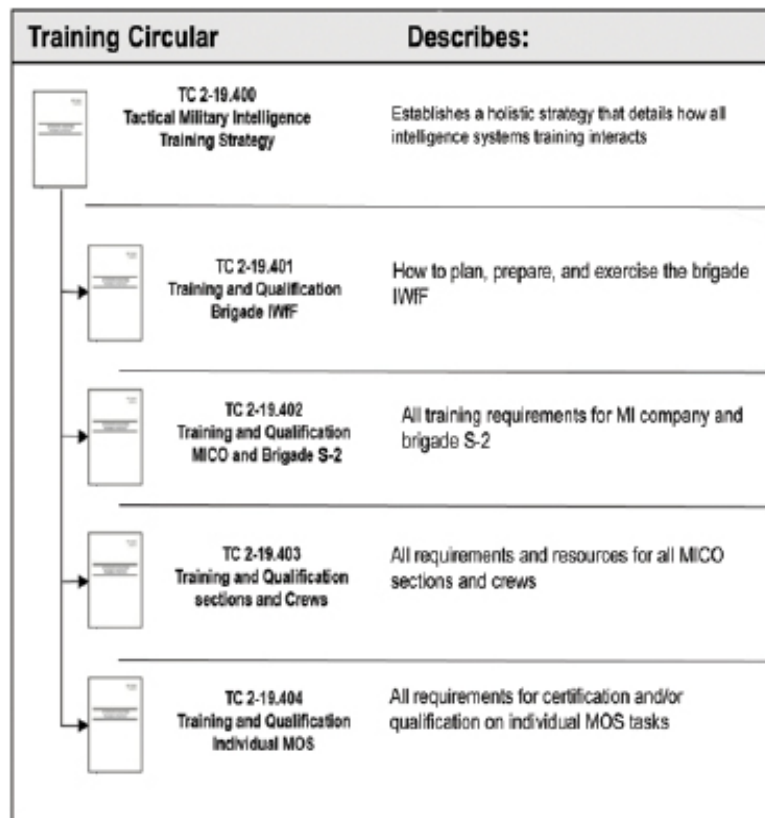 Training Circular Describes:
TC 2-19.400
Tactical Military Intelligence
Training Strategy
Establishes a holistic strategy that details how all
intelligence systems training interacts
TC 2-19.401
Training and Qualification
Brigade IWfF
How to plan, prepare, and exercise the brigade
IWfF
TC 2-19.402
Training and Qualification
MICO and Brigade S-2
All training requirements for MI company and
brigade S-2
TC 2-19.403
Training and Qualification
sections and Crews
All requirements and resources for all MICO
sections and crews
TC 2-19.404
Training and Qualification
Individual MOS
All requirements for certification and/or
qualification on individual MOS tasks